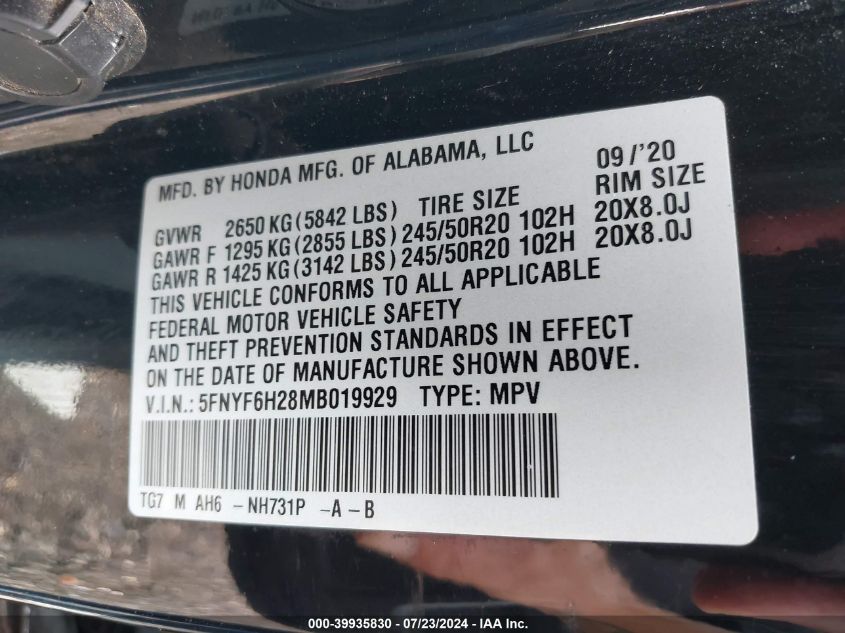 MFD. BY HONDA MFG. OF ALABAMA, LLC 09/'20
GVWR 2650 KG (5842 LBS) TIRE SIZE RIM SIZE
GAWR F 1295 KG (2855 LBS) 245/50R20 102H 20X8.0J
GAWR R 1425 KG (3142 LBS) 245/50R20 102H 20X8.0J
THIS VEHICLE CONFORMS TO ALL APPLICABLE
FEDERAL MOTOR VEHICLE SAFETY
AND THEFT PREVENTION STANDARDS IN EFFECT
ON THE DATE OF MANUFACTURE SHOWN ABOVE.
V.I.N.: 5FNYF6H28MB019929 TYPE: MPV
TG7 M AH6 - NH731P -A - B
000-39935830 - 07/23/2024 - IAA Inc.